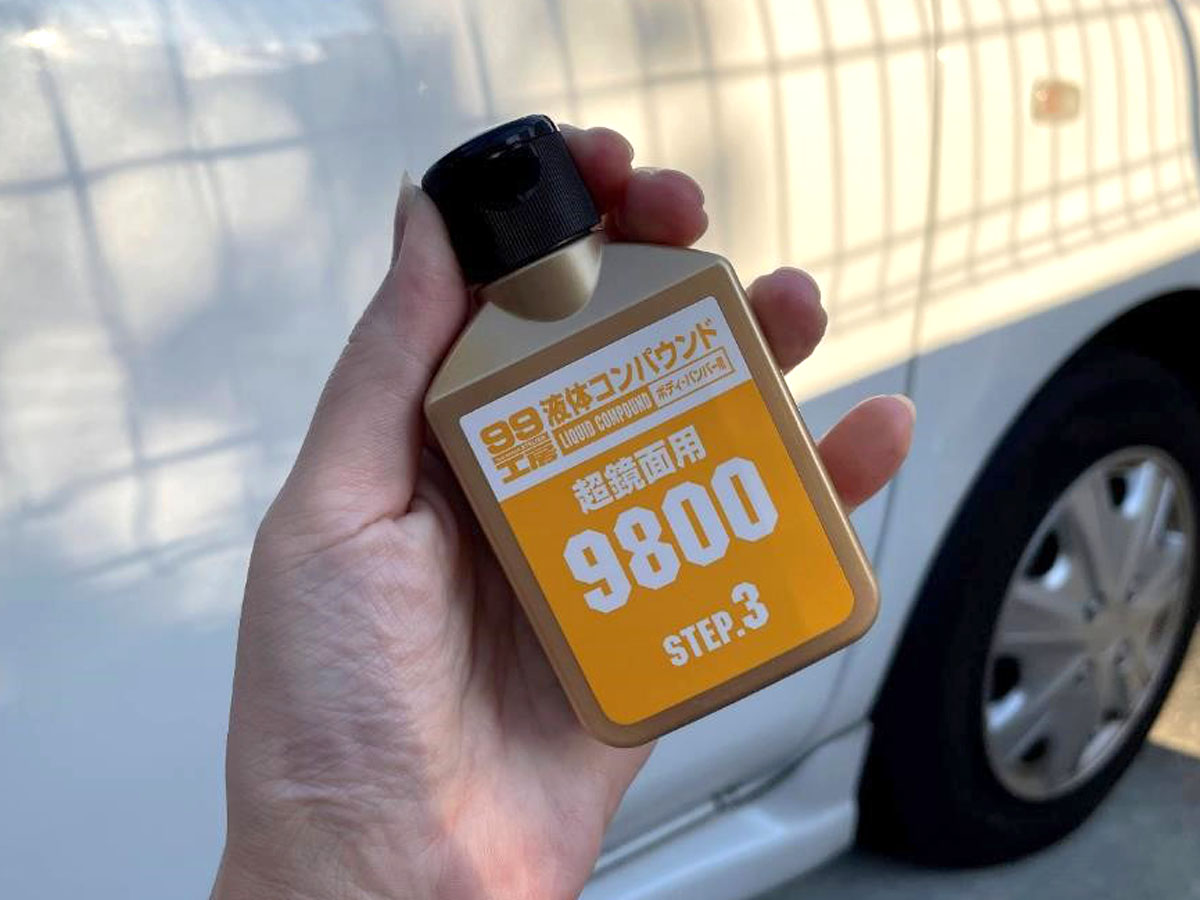 99工房
液体コンパウンド
LIQUID COMPOUND
ボディ・バンパー用
超鏡面用
9800
STEP.3